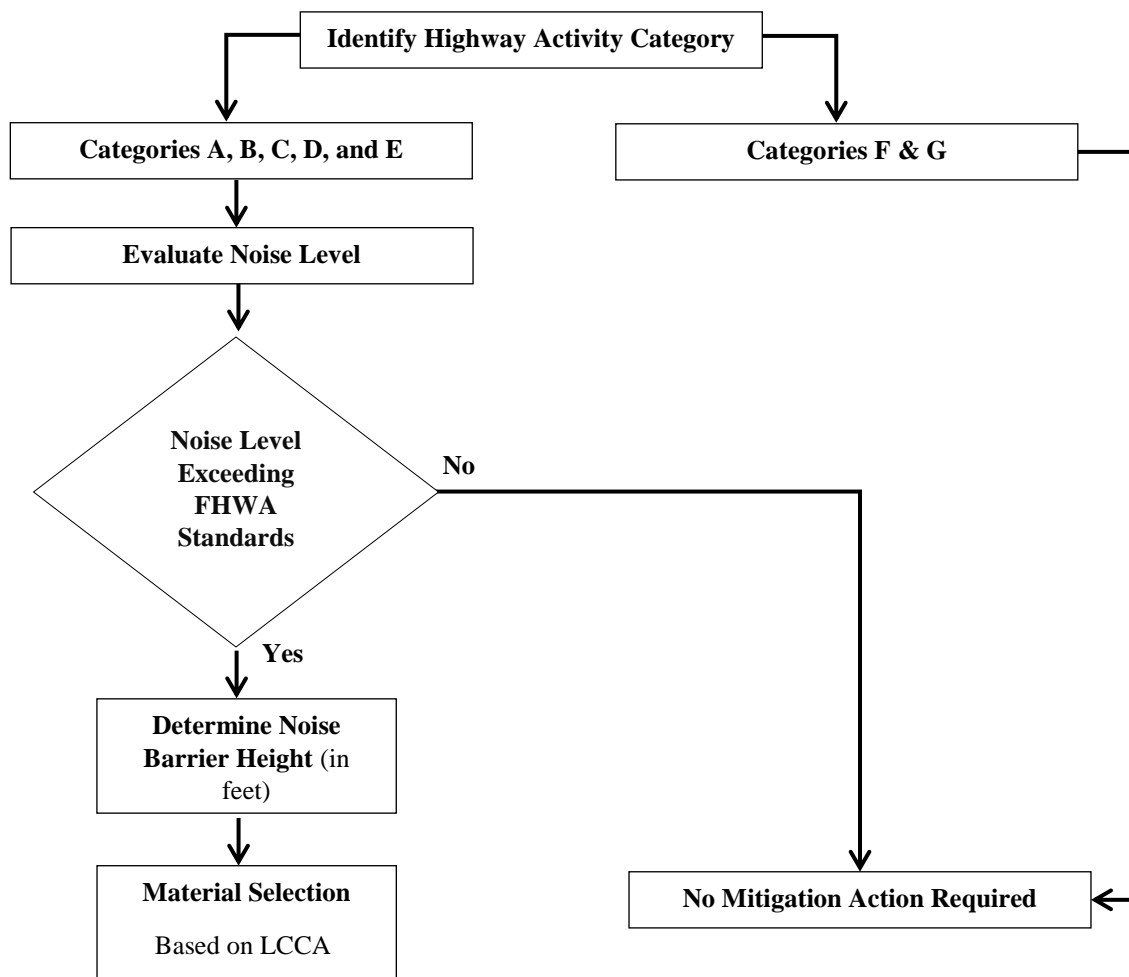 Identify Highway Activity Category
Categories A, B, C, D, and E
Categories F & G
Evaluate Noise Level
Noise Level
Exceeding
FHWA
Standards
No
Yes
Determine Noise
Barrier Height (in
feet)
Material Selection
Based on LCCA
No Mitigation Action Required